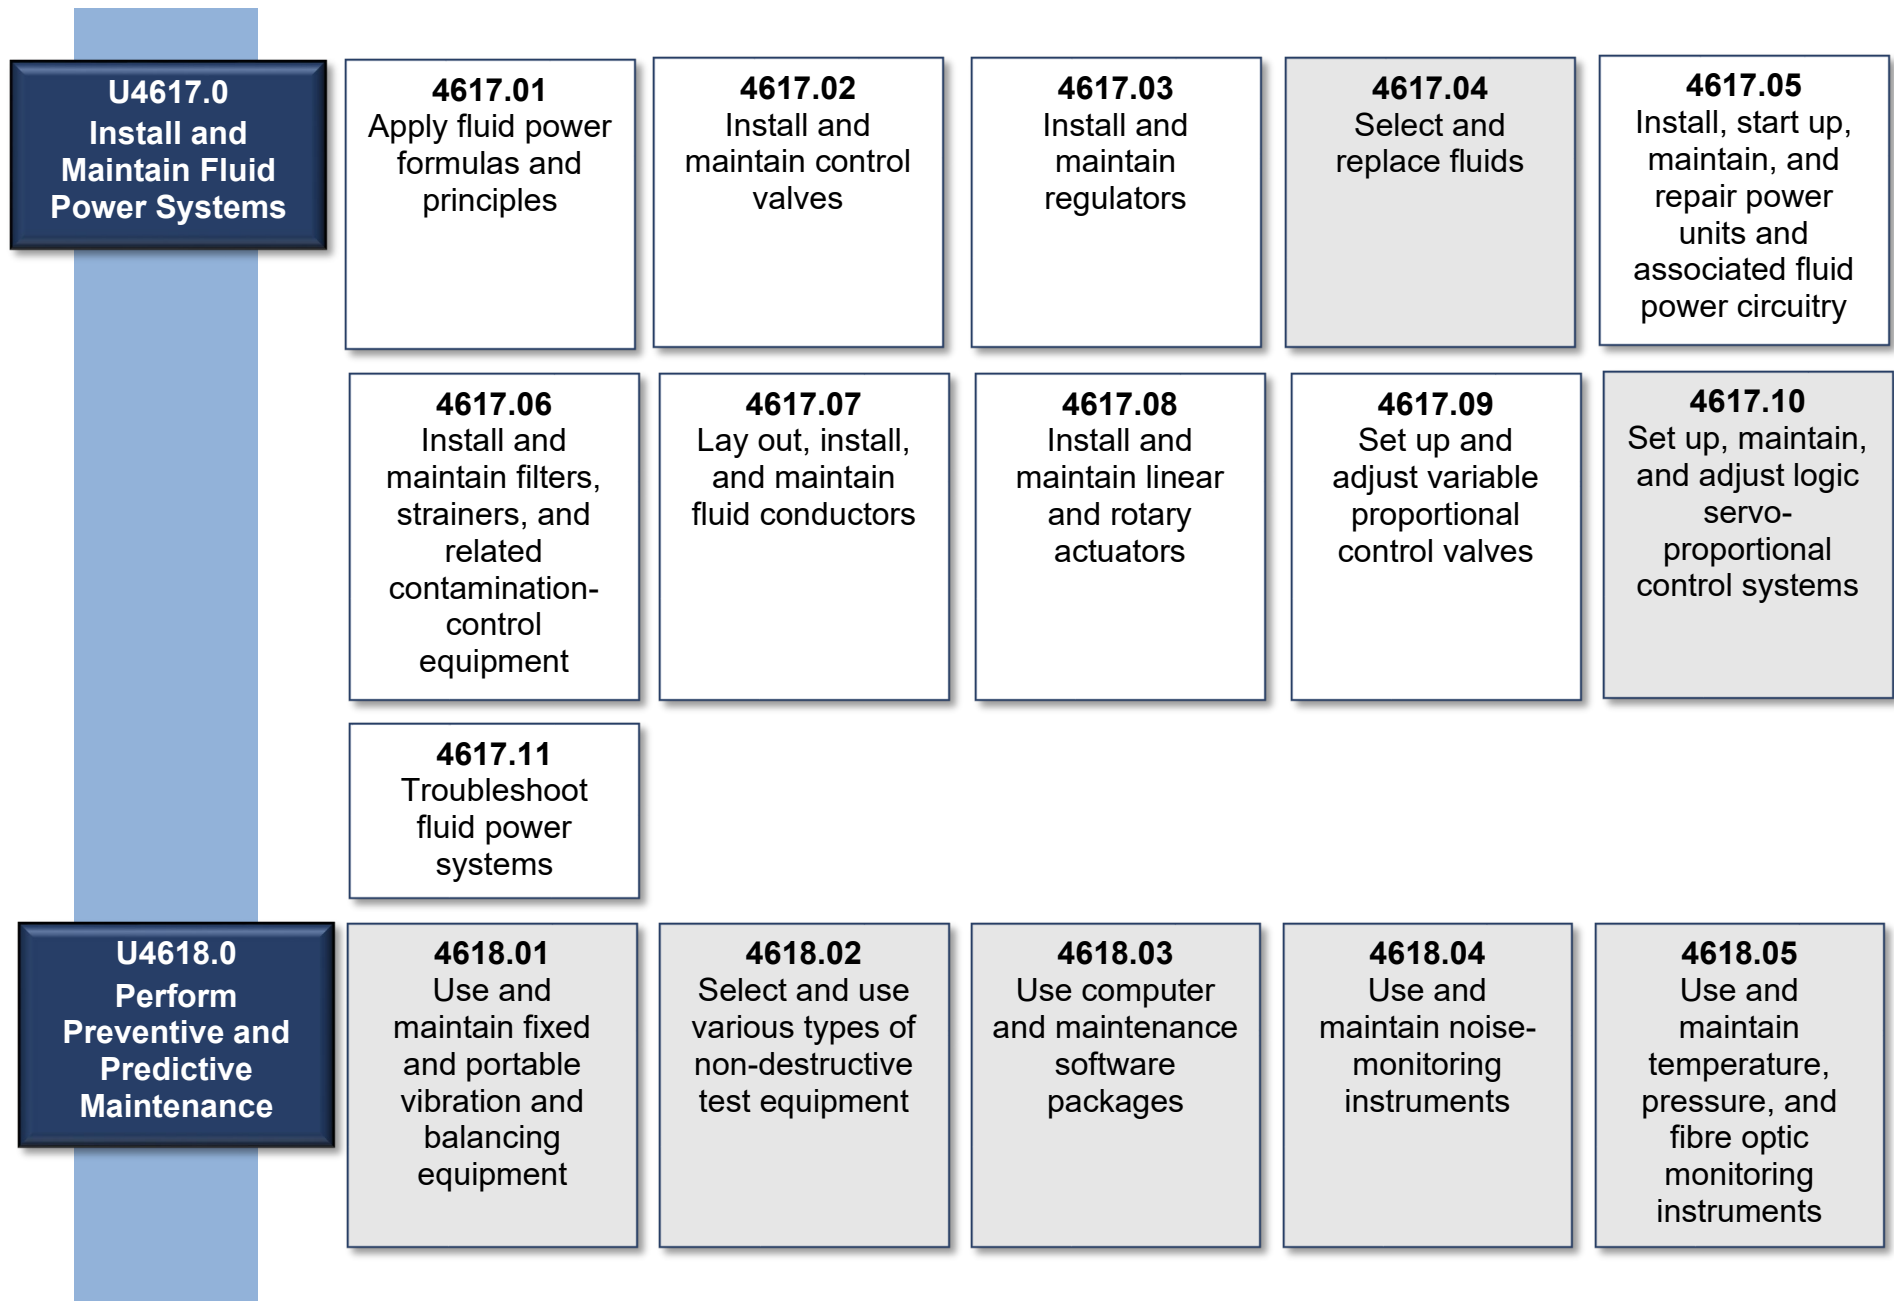 U4617.0
Install and
Maintain Fluid
Power Systems
4617.01
Apply fluid power
formulas and
principles
4617.02
Install and
maintain control
valves
4617.03
Install and
maintain
regulators
4617.04
Select and
replace fluids
4617.05
Install, start up,
maintain, and
repair power
units and
associated fluid
power circuitry
4617.06
Install and
maintain filters,
strainers, and
related
contamination-
control
equipment
4617.07
Lay out, install,
and maintain
fluid conductors
4617.08
Install and
maintain linear
and rotary
actuators
4617.09
Set up and
adjust variable
proportional
control valves
4617.10
Set up, maintain,
and adjust logic
servo-
proportional
control systems
4617.11
Troubleshoot
fluid power
systems
U4618.0
Perform
Preventive and
Predictive
Maintenance
4618.01
Use and
maintain fixed
and portable
vibration and
balancing
equipment
4618.02
Select and use
various types of
non-destructive
test equipment
4618.03
Use computer
and maintenance
software
packages
4618.04
Use and
maintain noise-
monitoring
instruments
4618.05
Use and
maintain
temperature,
pressure, and
fibre optic
monitoring
instruments